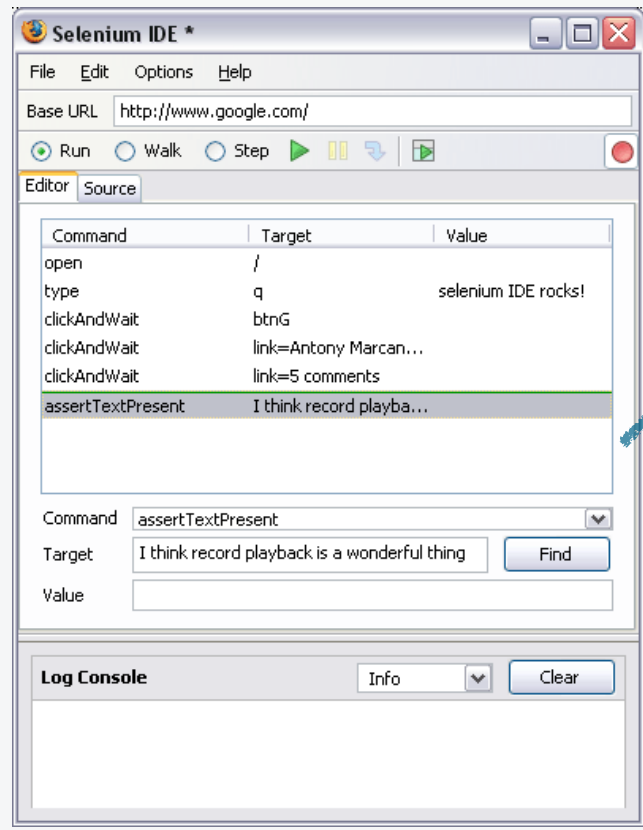 Selenium IDE *
File Edit Options Help
Base URL http://www.google.com/
Run Walk Step
Editor Source
Command Target Value
open /
type q selenium IDE rocks!
clickAndWait btnG
clickAndWait link=Antony Marcan...
clickAndWait link=5 comments
assertTextPresent I think record playba...
Command assertTextPresent
Target I think record playback is a wonderful thing Find
Value
Log Console Info Clear